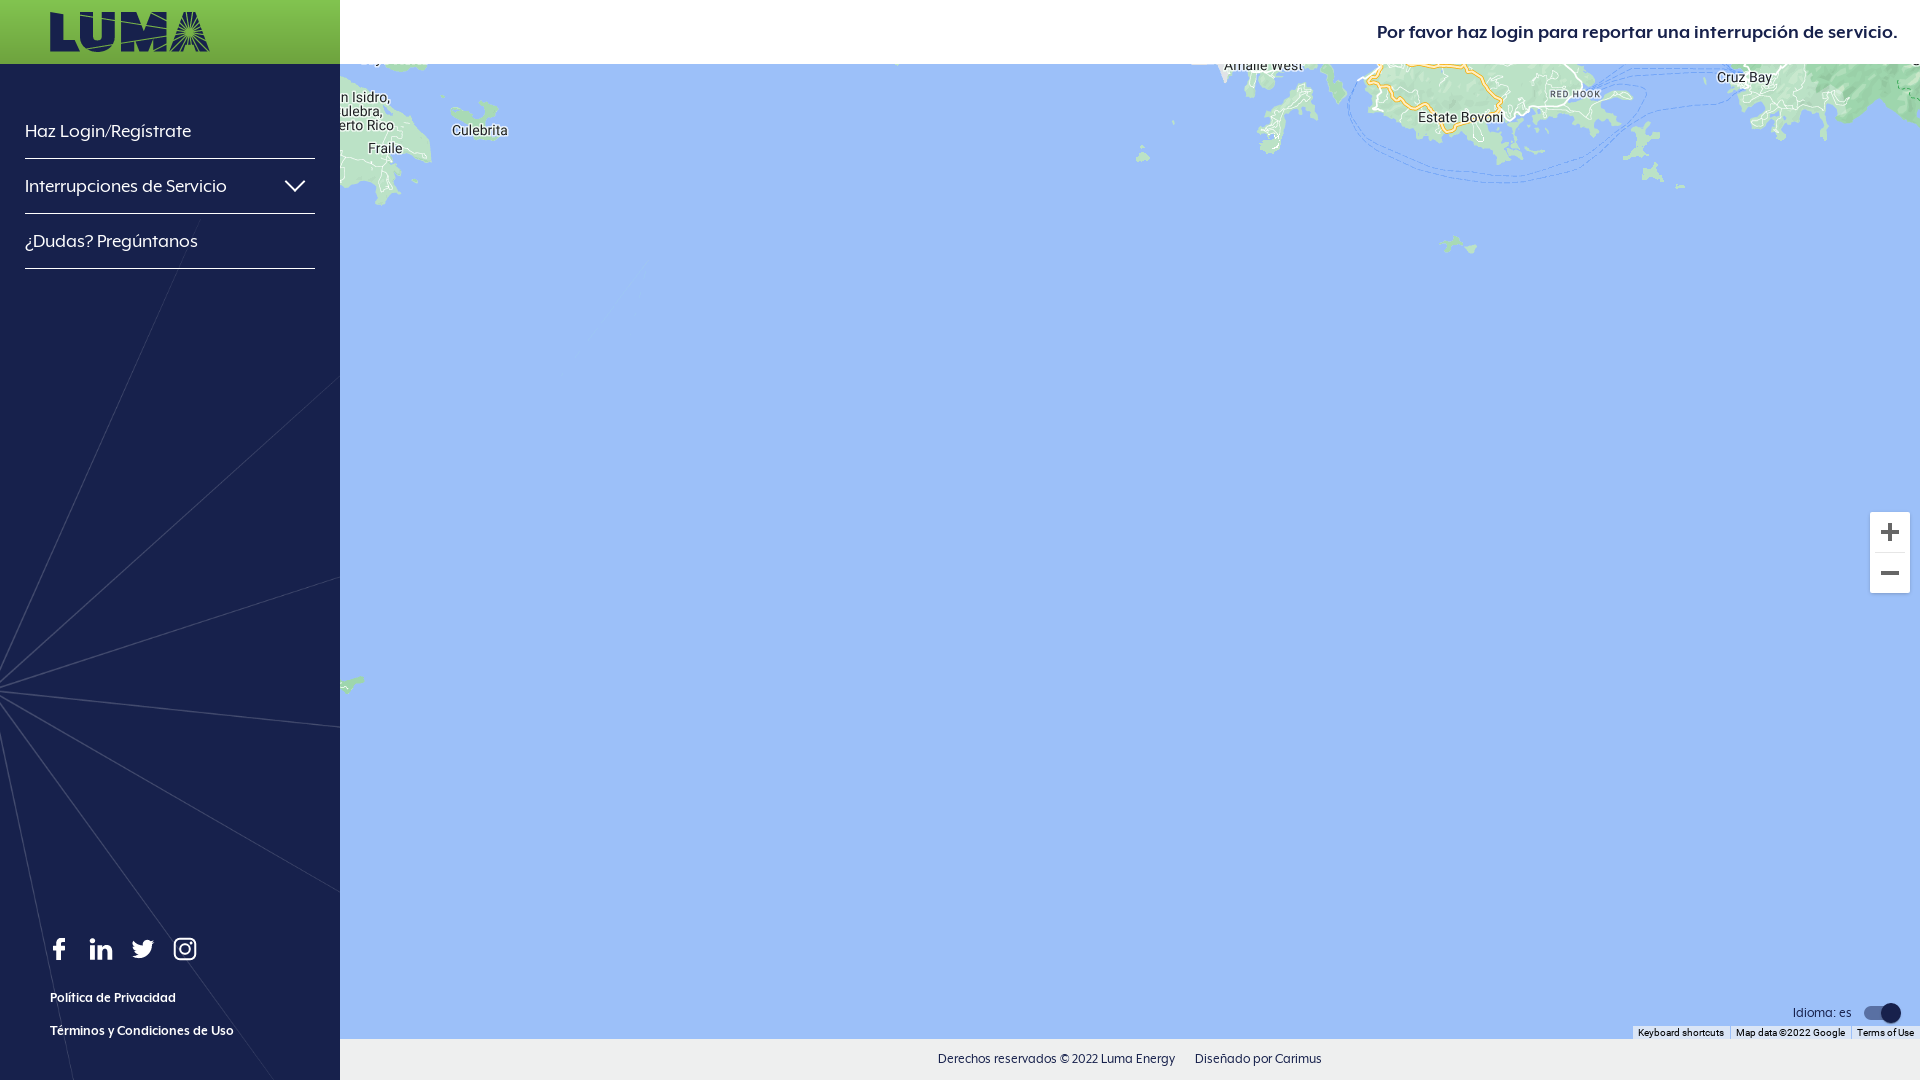 LUMA
Por favor haz login para reportar una interrupción de servicio.
Haz Login/Regístrate
Interrupciones de Servicio
¿Dudas? Pregúntanos
Amalie West
Cruz Bay
RED HOOK
Estate Bovoni
n Isidro,
ulebra,
erto Rico
Culebrita
Fraile
Idioma: es
Keyboard shortcuts
Map data ©2022 Google
Terms of Use
Política de Privacidad
Términos y Condiciones de Uso
Derechos reservados © 2022 Luma Energy
Diseñado por Carimus